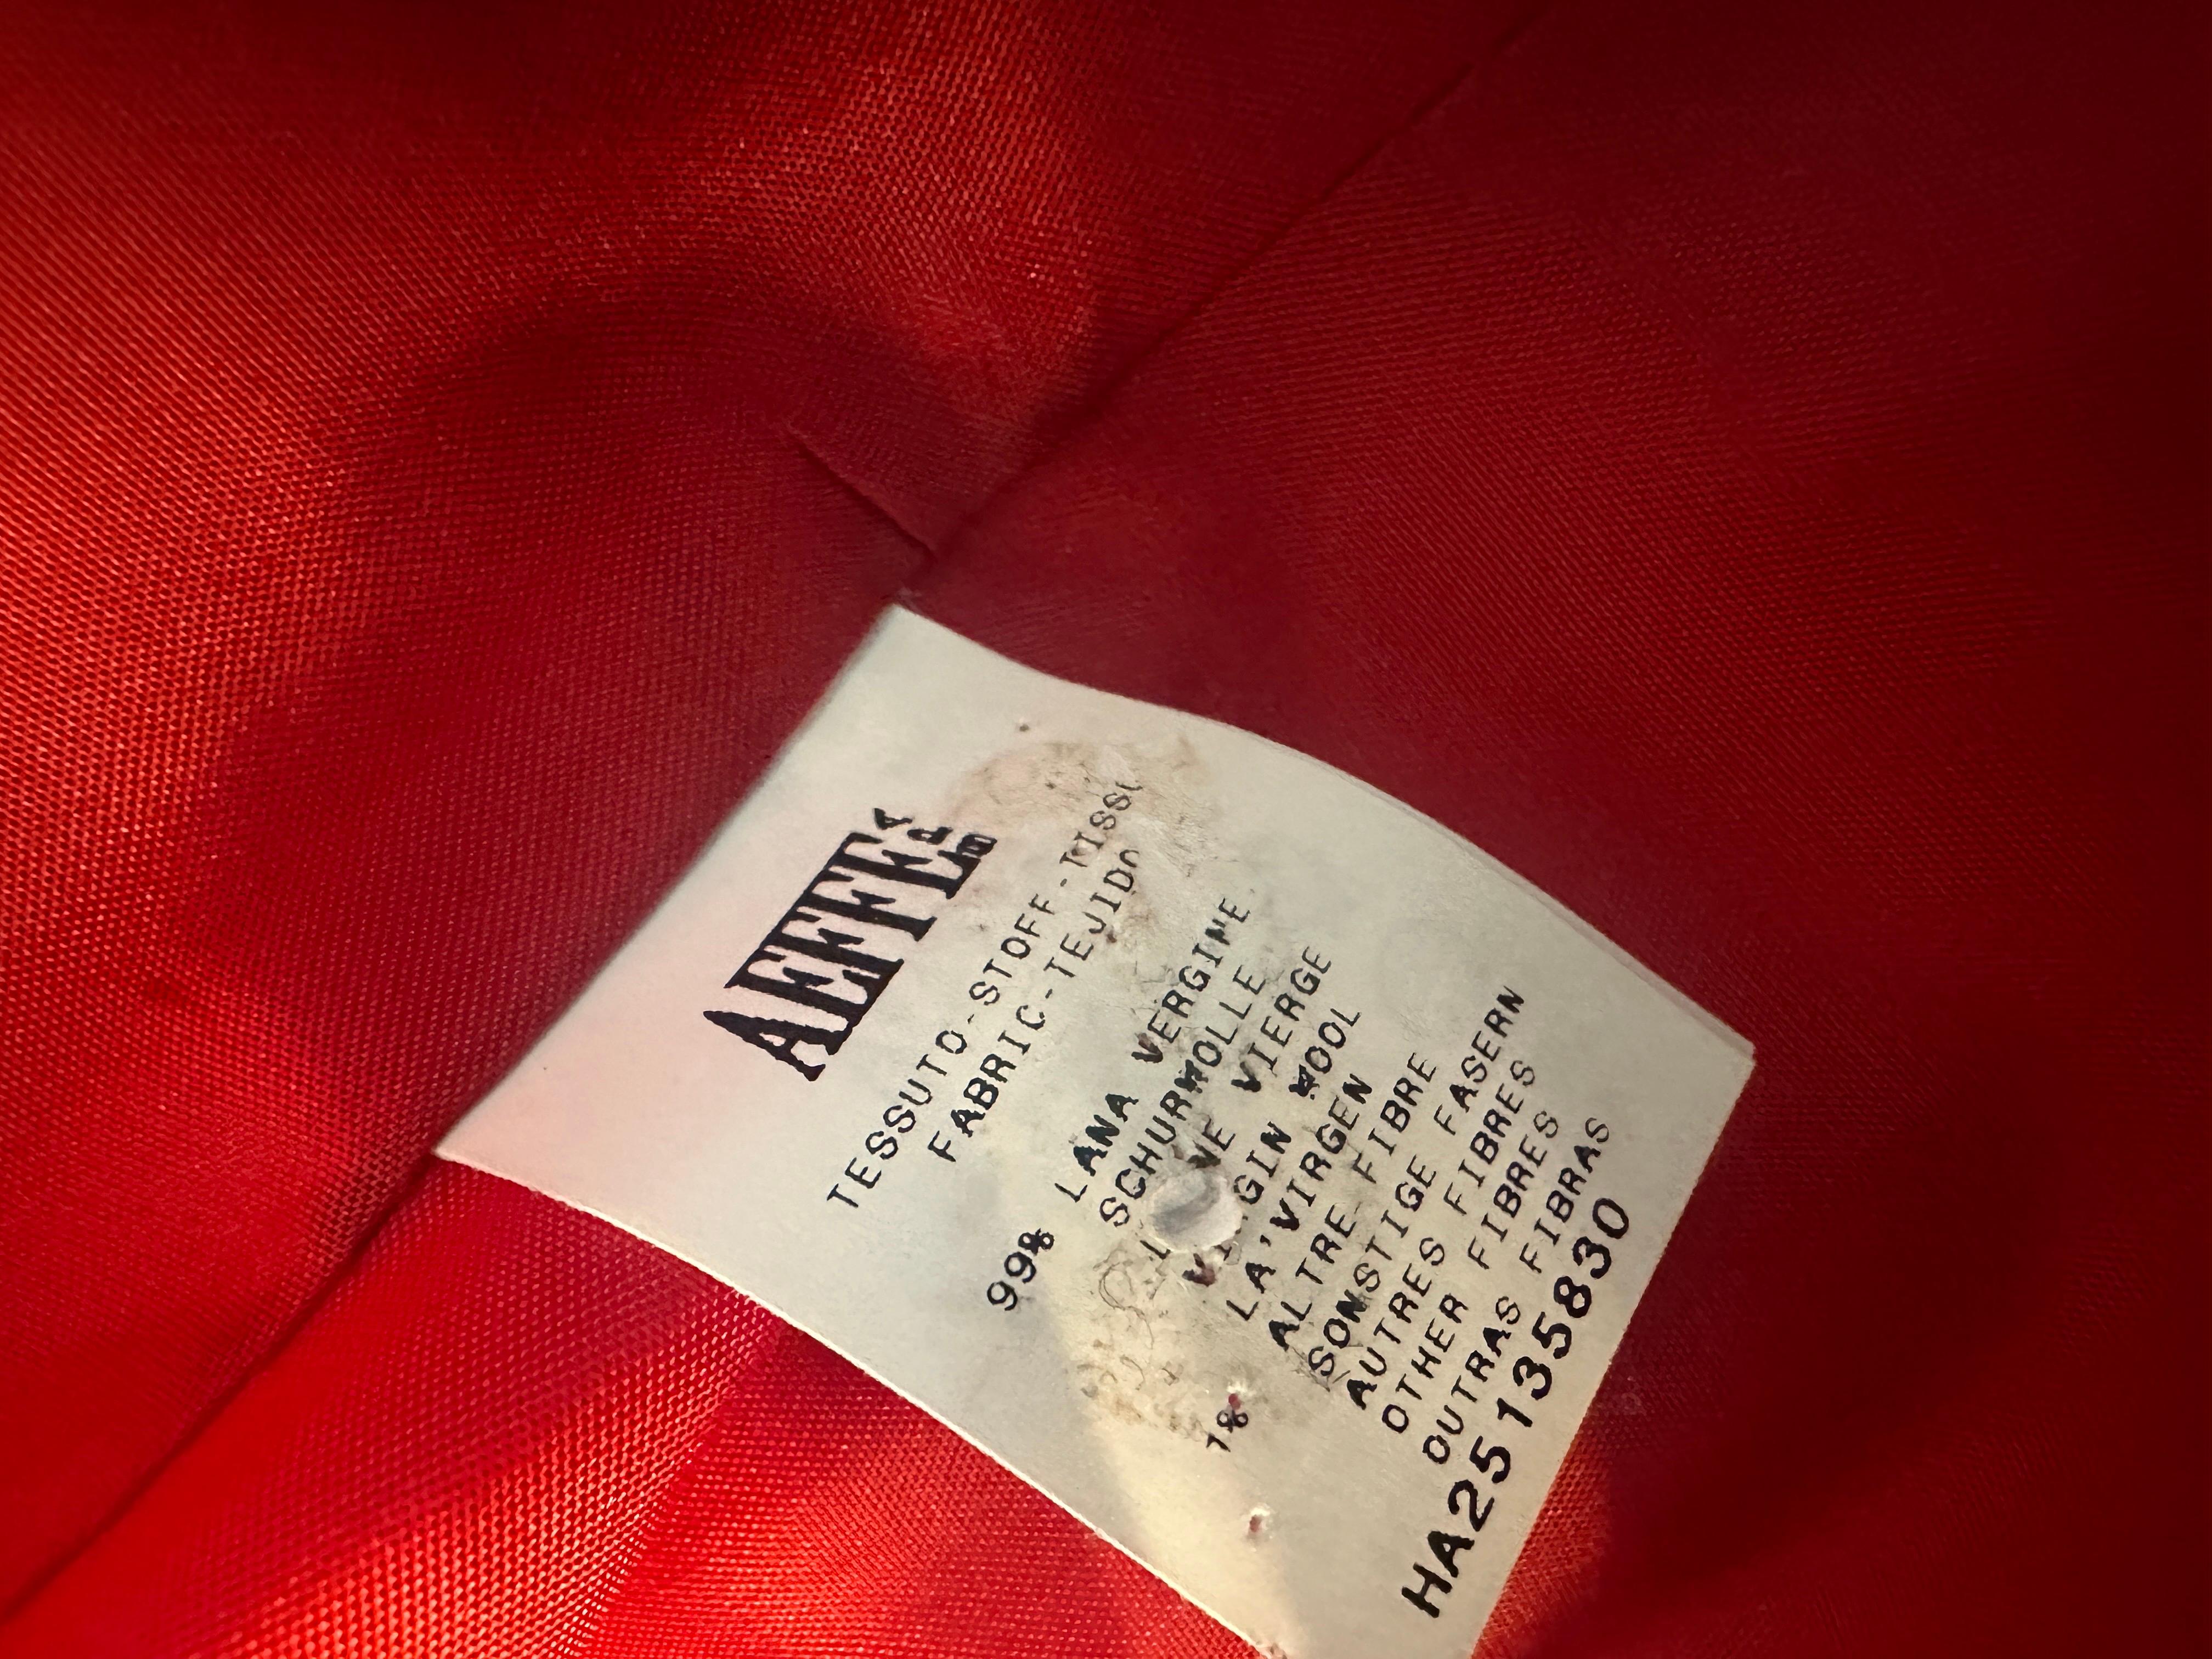 AEFFE SPA
TESSUTO-STOFF-TISSU
FABRIC-TEJIDO
99% LANA VERGINE
SCHURWOLLE
VIERGE
VIRGIN WOOL
LA'VIRGEN
1% ALTRE FIBRE
SONSTIGE FASERN
AUTRES FIBRES
OTHER FIBRES
OUTRAS FIBRAS
HA25135830